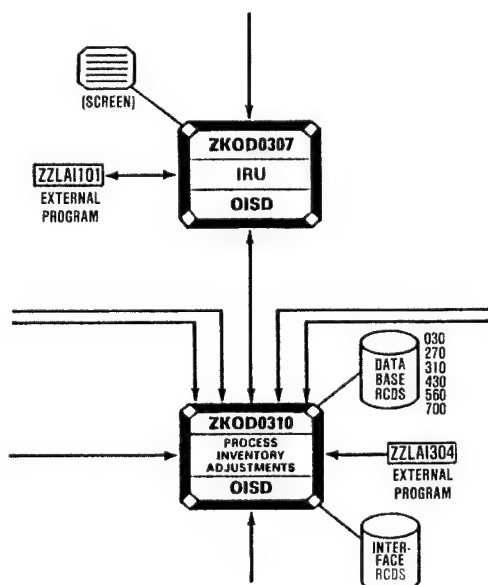 (SCREEN)
ZKOD0307
IRU
OISD
ZZLAI101
EXTERNAL
PROGRAM
030
270
310
430
560
700
DATA
BASE
RCDS
ZKOD0310
PROCESS
INVENTORY
ADJUSTMENTS
OISD
ZZLAI304
EXTERNAL
PROGRAM
INTER-
FACE
RCDS